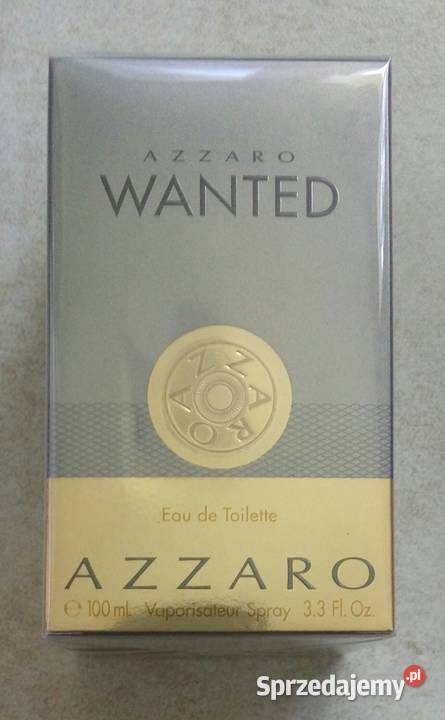 AZZARO
WANTED
AZZARO
Eau de Toilette
AZZARO
℮ 100 mL Vaporisateur Spray 3.3 Fl. Oz.
Sprzedajemy.pl